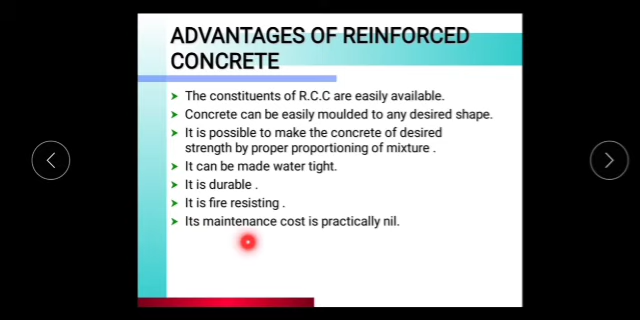 ADVANTAGES OF REINFORCED
CONCRETE
The constituents of R.C.C are easily available.
Concrete can be easily moulded to any desired shape.
It is possible to make the concrete of desired
strength by proper proportioning of mixture .
It can be made water tight.
It is durable .
It is fire resisting .
Its maintenance cost is practically nil.